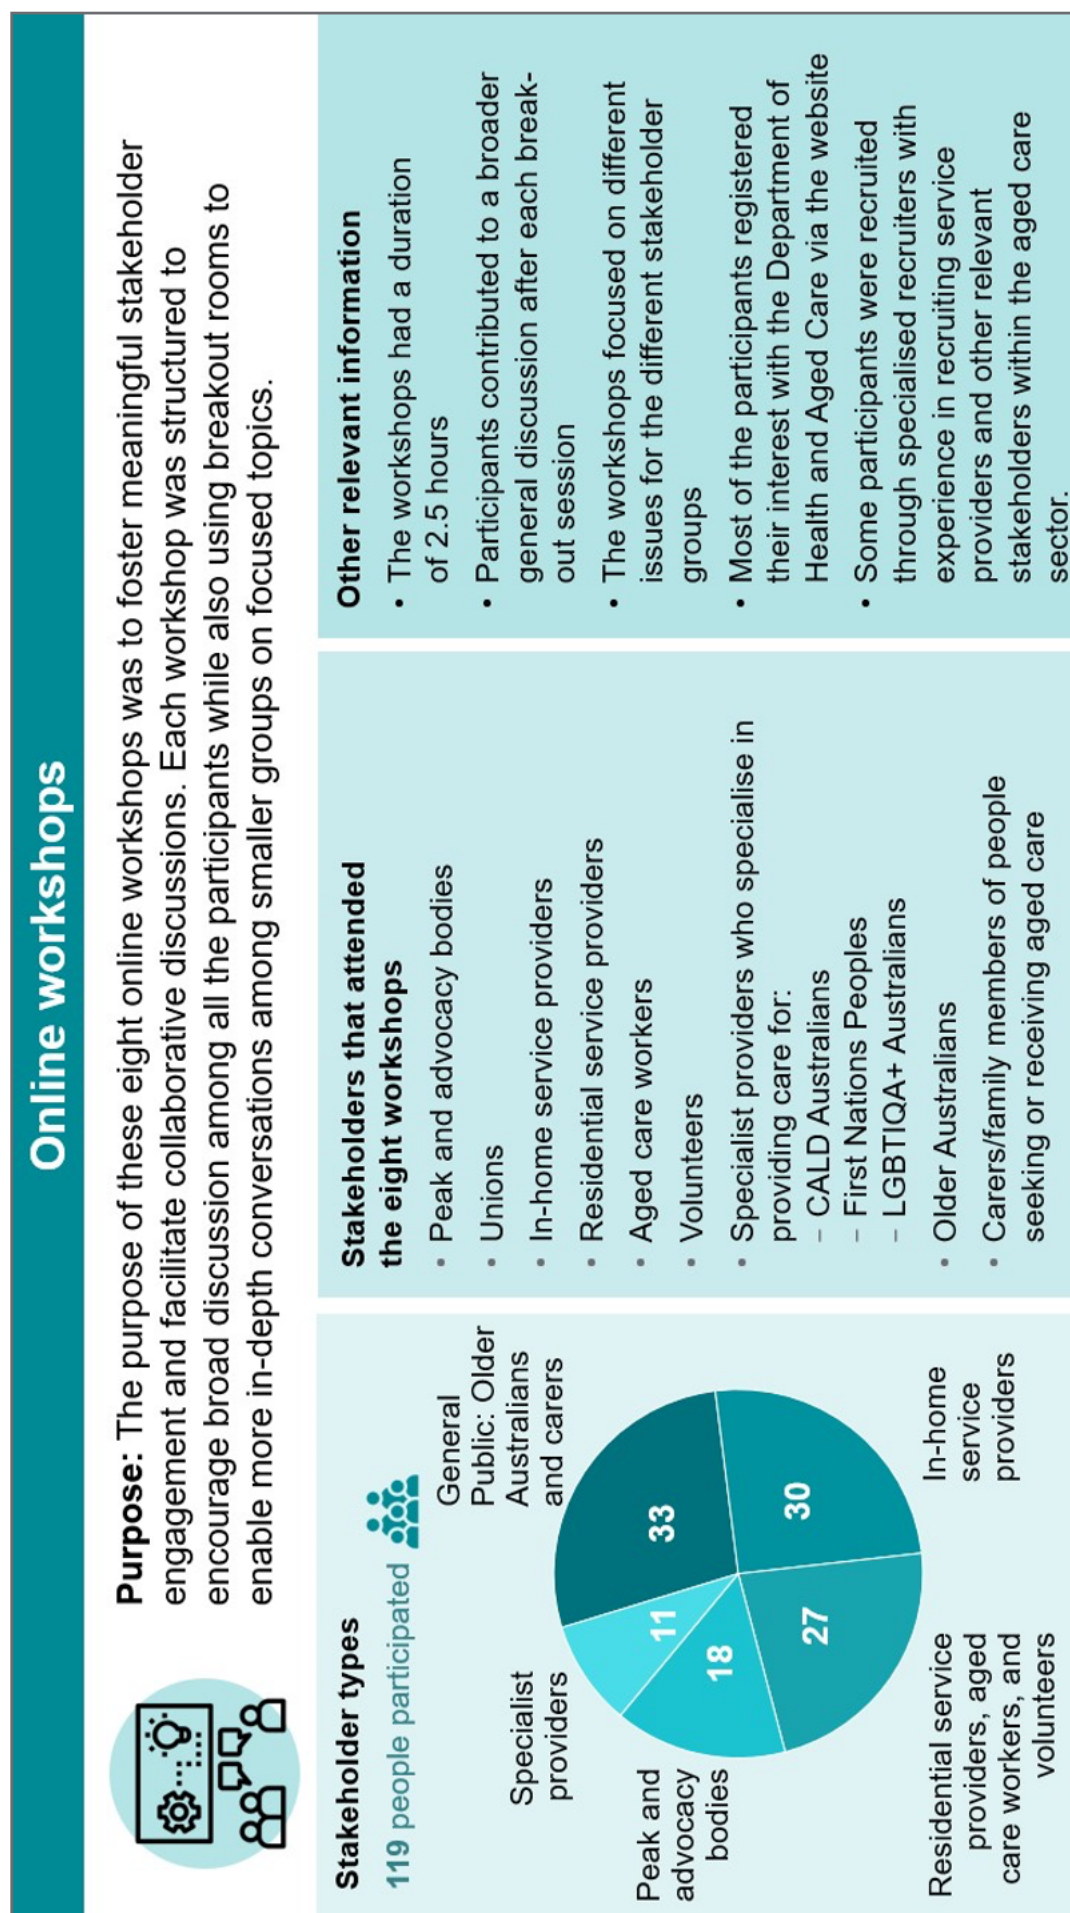 Online workshops
Purpose: The purpose of these eight online workshops was to foster meaningful stakeholder
engagement and facilitate collaborative discussions. Each workshop was structured to
encourage broad discussion among all the participants while also using breakout rooms to
enable more in-depth conversations among smaller groups on focused topics.
Stakeholder types
119 people participated
General
Public: Older
Australians
and carers
33
30
In-home
service
providers
27
Residential service
providers, aged
care workers, and
volunteers
18
Peak and
advocacy
bodies
11
Specialist
providers
Stakeholders that attended
the eight workshops
• Peak and advocacy bodies
• Unions
• In-home service providers
• Residential service providers
• Aged care workers
• Volunteers
• Specialist providers who specialise in
providing care for:
– CALD Australians
– First Nations Peoples
– LGBTIQA+ Australians
• Older Australians
• Carers/family members of people
seeking or receiving aged care
Other relevant information
• The workshops had a duration
of 2.5 hours
• Participants contributed to a broader
general discussion after each break-
out session
• The workshops focused on different
issues for the different stakeholder
groups
• Most of the participants registered
their interest with the Department of
Health and Aged Care via the website
• Some participants were recruited
through specialised recruiters with
experience in recruiting service
providers and other relevant
stakeholders within the aged care
sector.